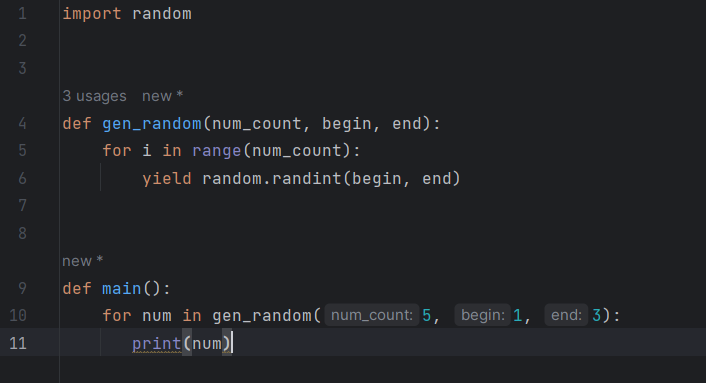 1 import random
2
3
3 usages new *
4 def gen_random(num_count, begin, end):
5     for i in range(num_count):
6         yield random.randint(begin, end)
7
8
new *
9 def main():
10     for num in gen_random( num_count: 5, begin: 1, end: 3):
11        print(num)